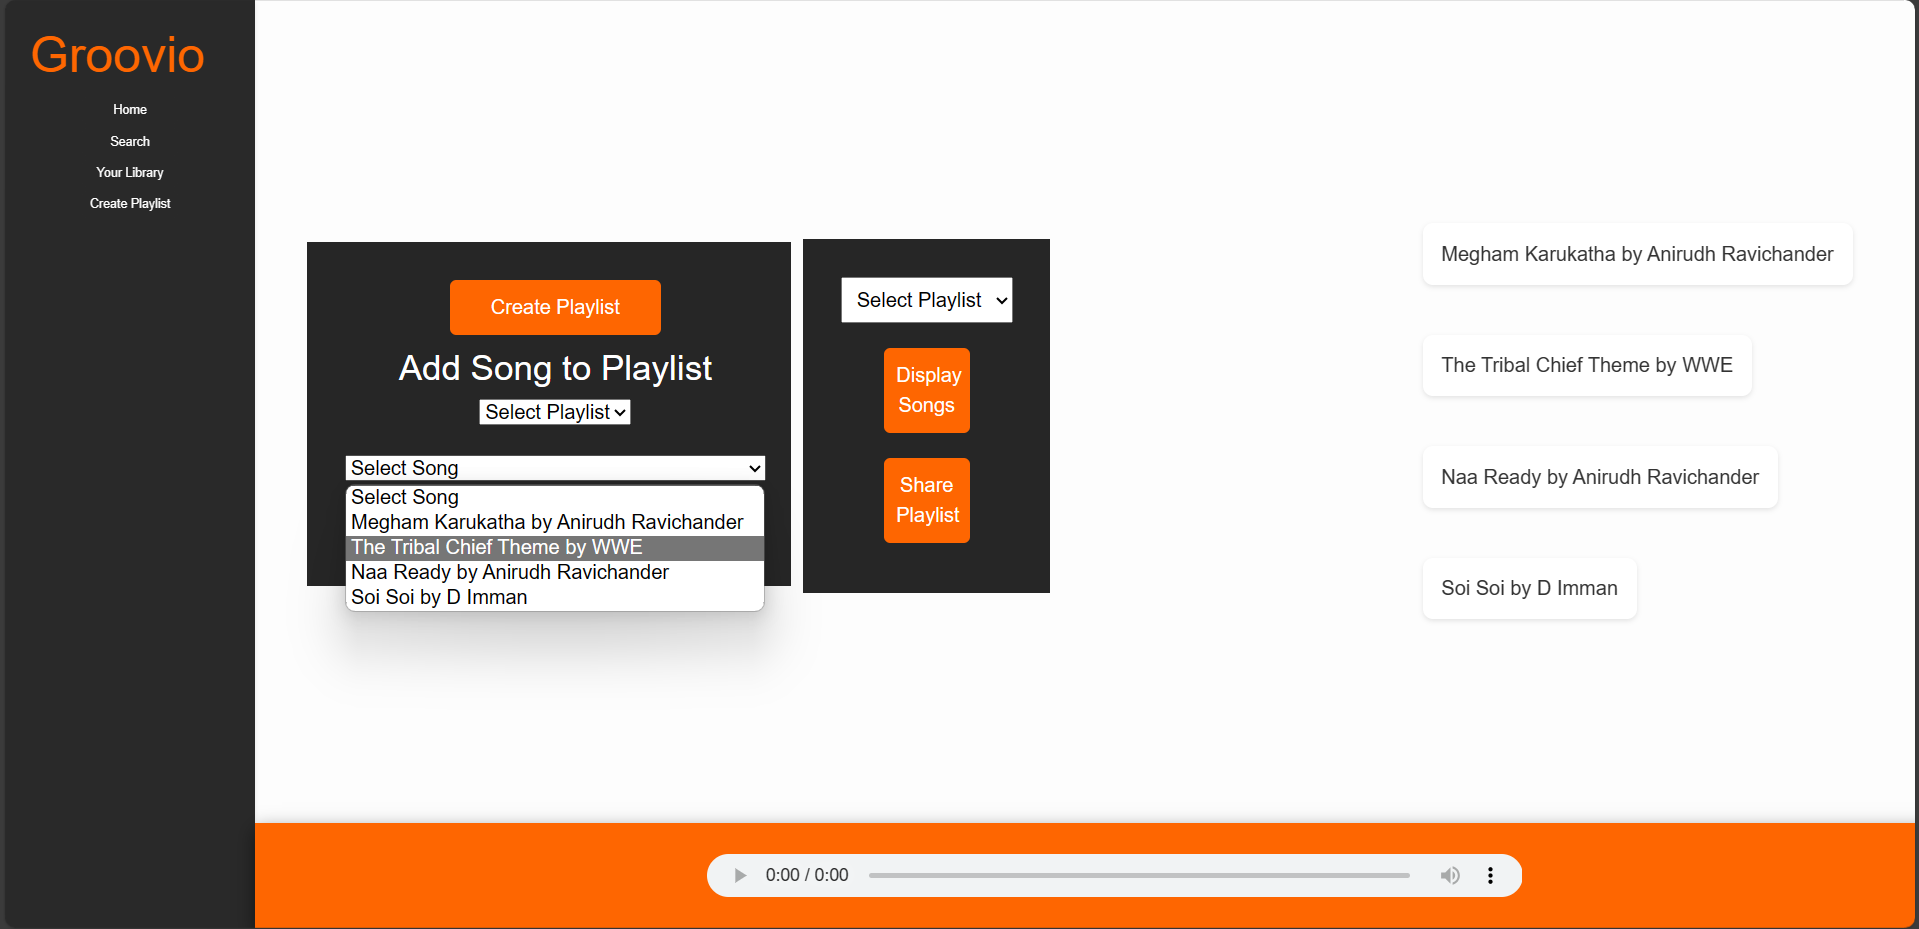 Groovio
Home
Search
Your Library
Create Playlist
Create Playlist
Add Song to Playlist
Select Playlist
Select Song
Select Song
Megham Karukatha by Anirudh Ravichander
The Tribal Chief Theme by WWE
Naa Ready by Anirudh Ravichander
Soi Soi by D Imman
Select Playlist
Display
Songs
Share
Playlist
Megham Karukatha by Anirudh Ravichander
The Tribal Chief Theme by WWE
Naa Ready by Anirudh Ravichander
Soi Soi by D Imman
0:00 / 0:00